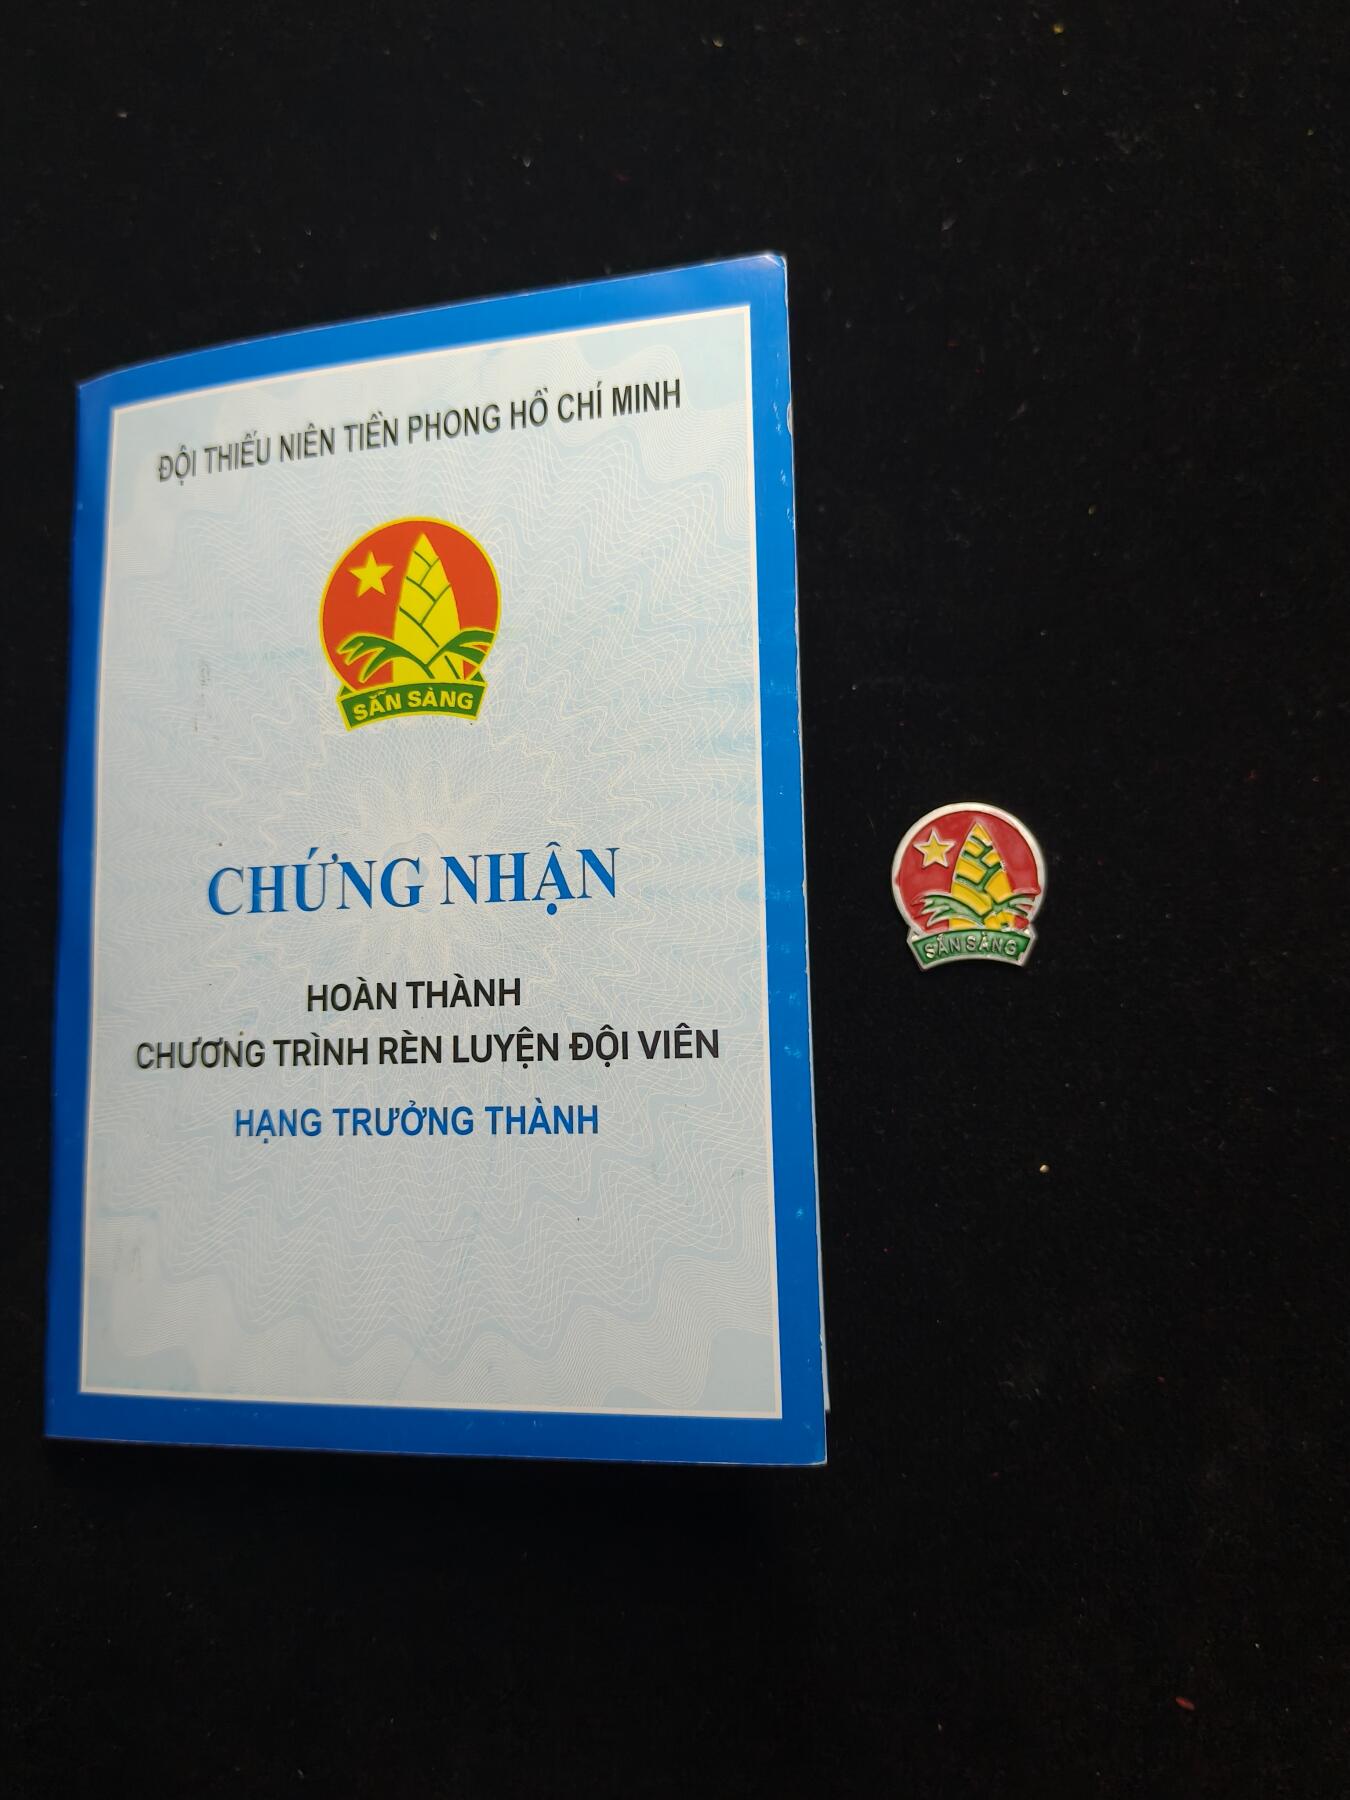 ĐỘI THIẾU NIÊN TIỀN PHONG HỒ CHÍ MINH
SẴN SÀNG
CHỨNG NHẬN
HOÀN THÀNH
CHƯƠNG TRÌNH RÈN LUYỆN ĐỘI VIÊN
HẠNG TRƯỞNG THÀNH
SẴN SÀNG